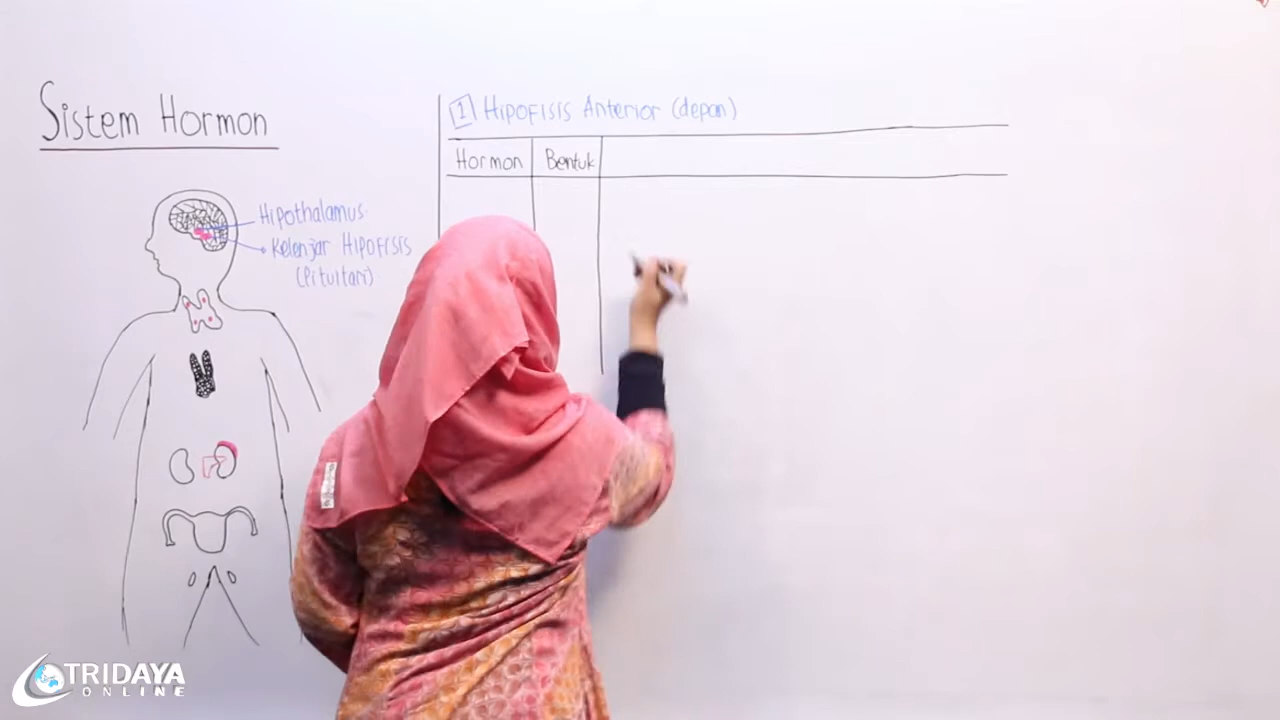 Sistem Hormon
Hipothalamus
Kelenjar Hipofisis
(Pituitari)
1 Hipofisis Anterior (depan)
Hormon Bentuk
TRIDAYA
ONLINE